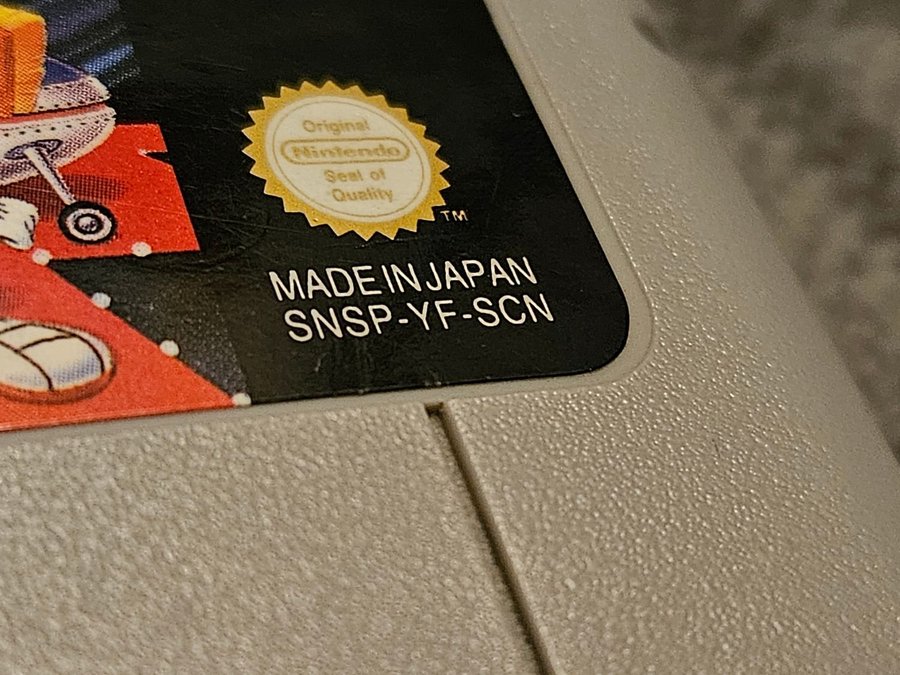 Original
Nintendo
Seal of
Quality
TM
MADE IN JAPAN
SNSP-YF-SCN